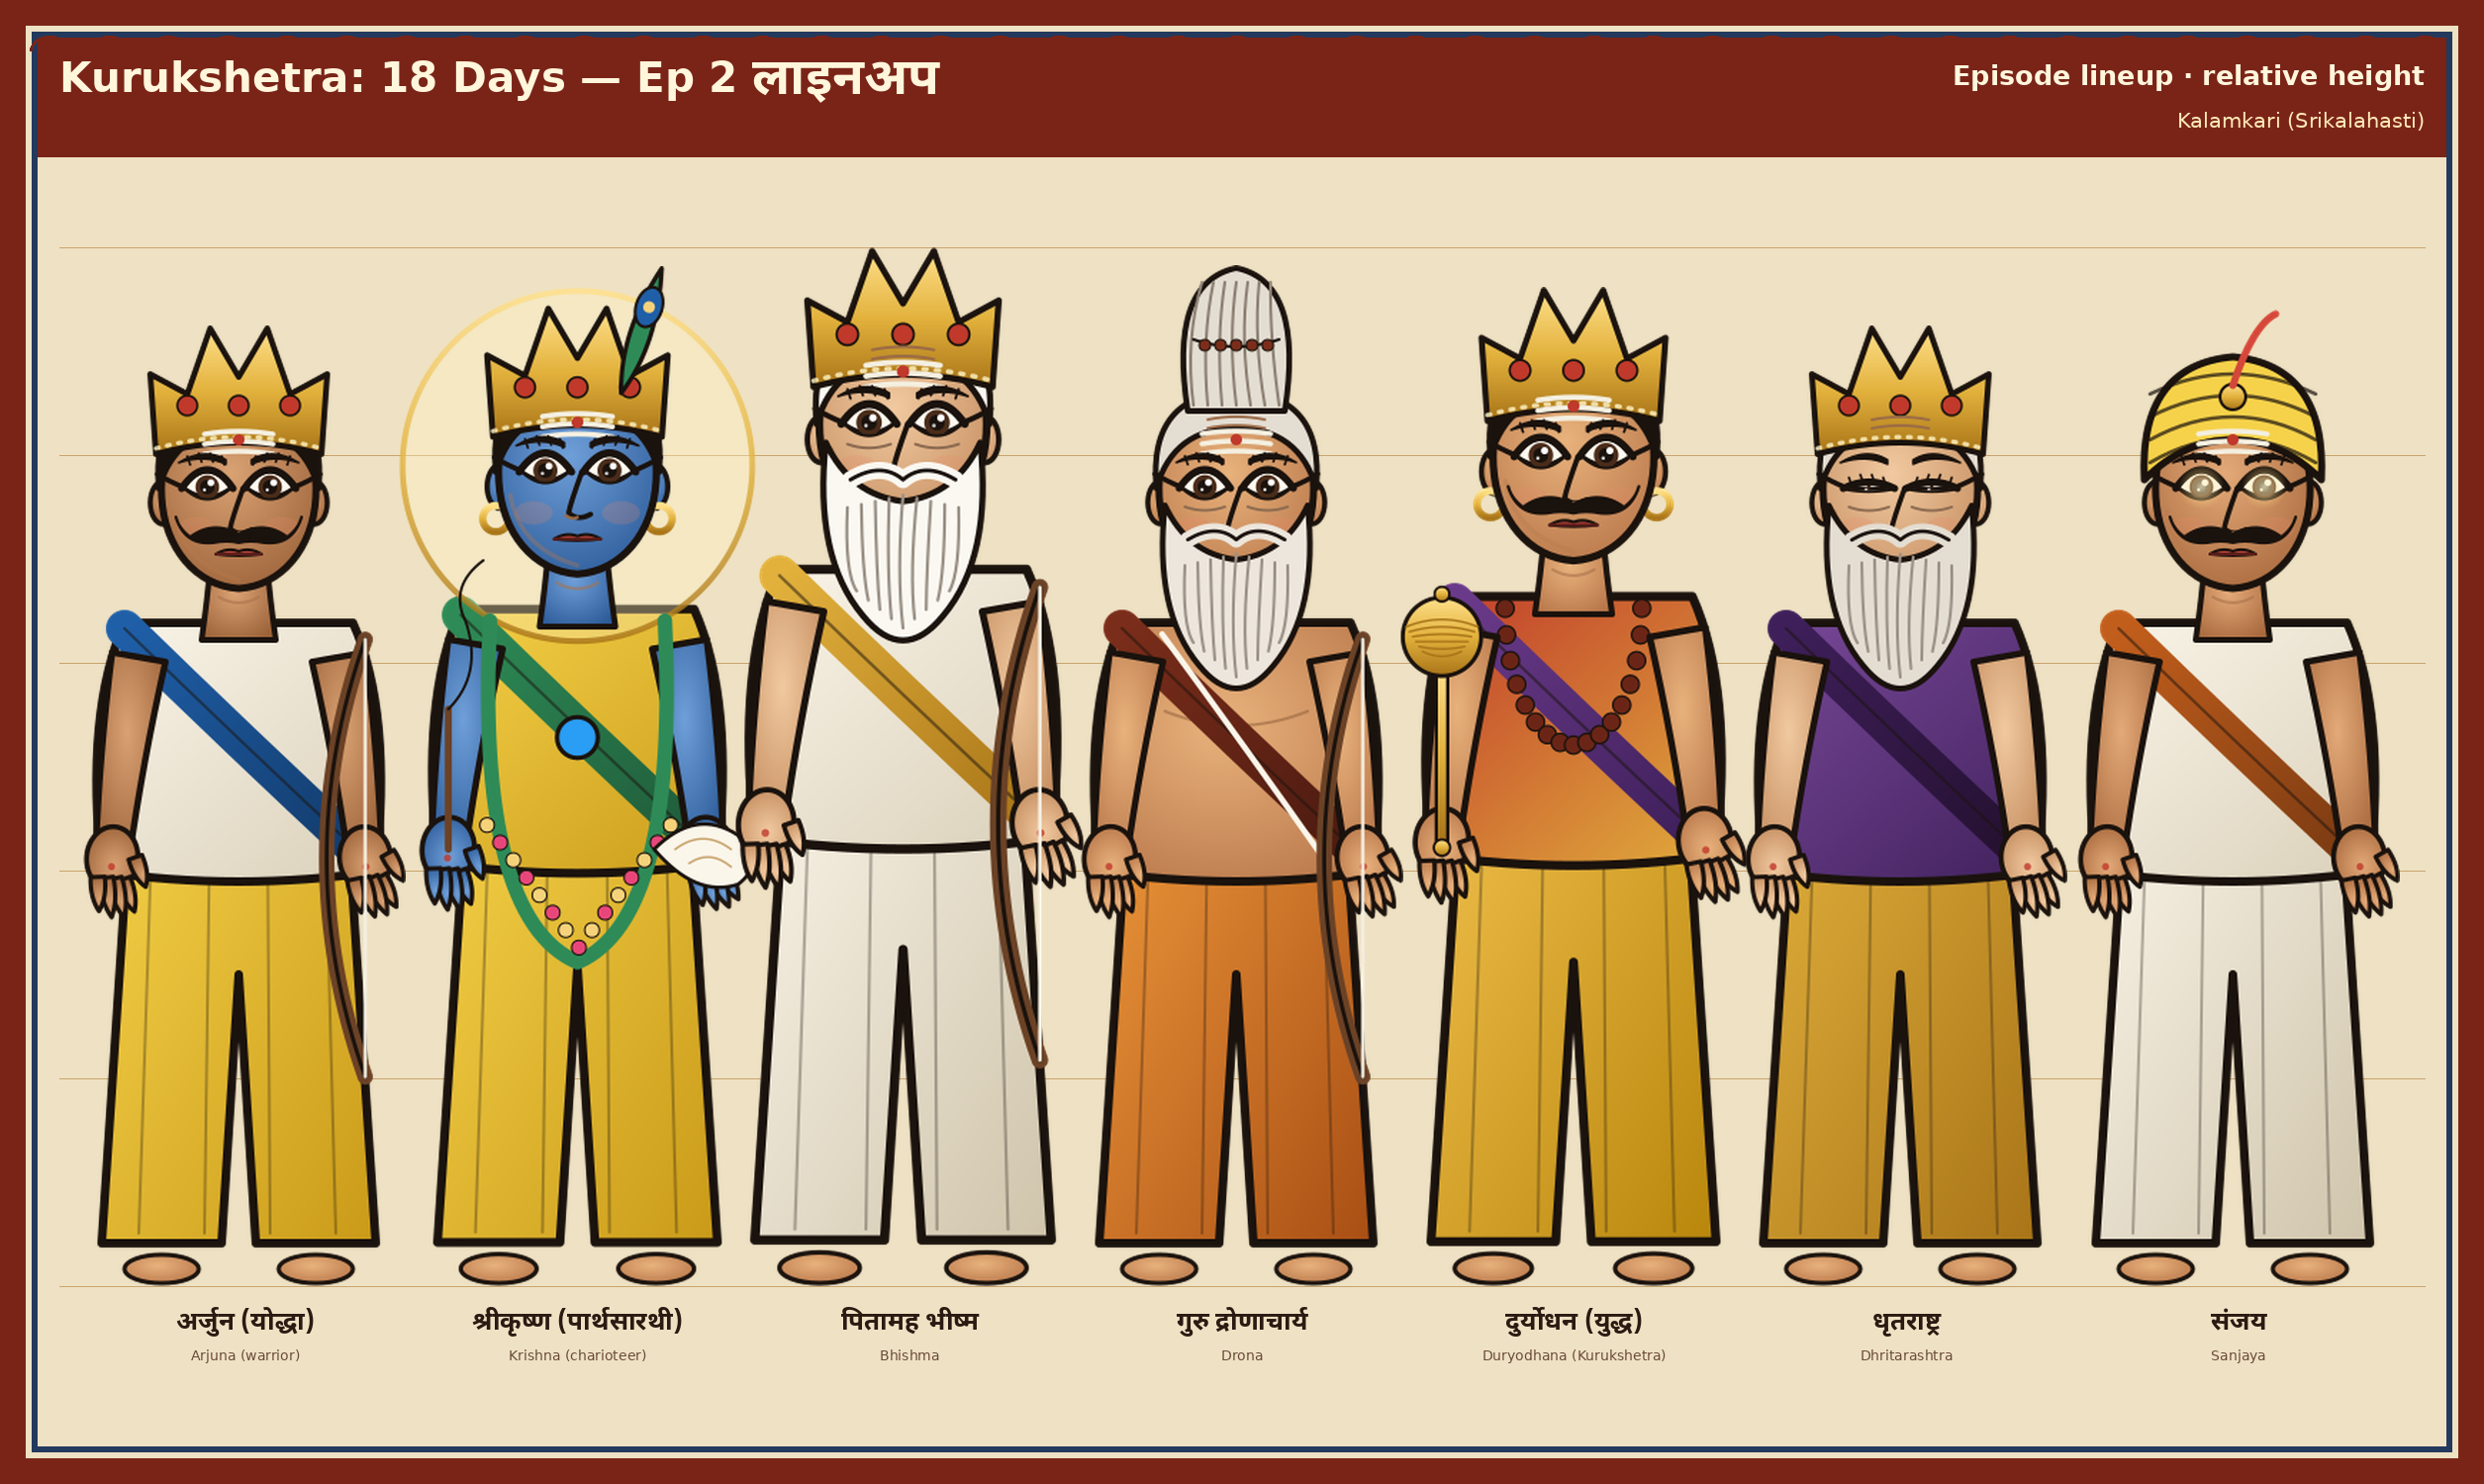 Kurukshetra: 18 Days — Ep 2 लाइनअप
Episode lineup · relative height
Kalamkari (Srikalahasti)
अर्जुन (योद्धा)
Arjuna (warrior)
श्रीकृष्ण (पार्थसारथी)
Krishna (charioteer)
पितामह भीष्म
Bhishma
गुरु द्रोणाचार्य
Drona
दुर्योधन (युद्ध)
Duryodhana (Kurukshetra)
धृतराष्ट्र
Dhritarashtra
संजय
Sanjaya